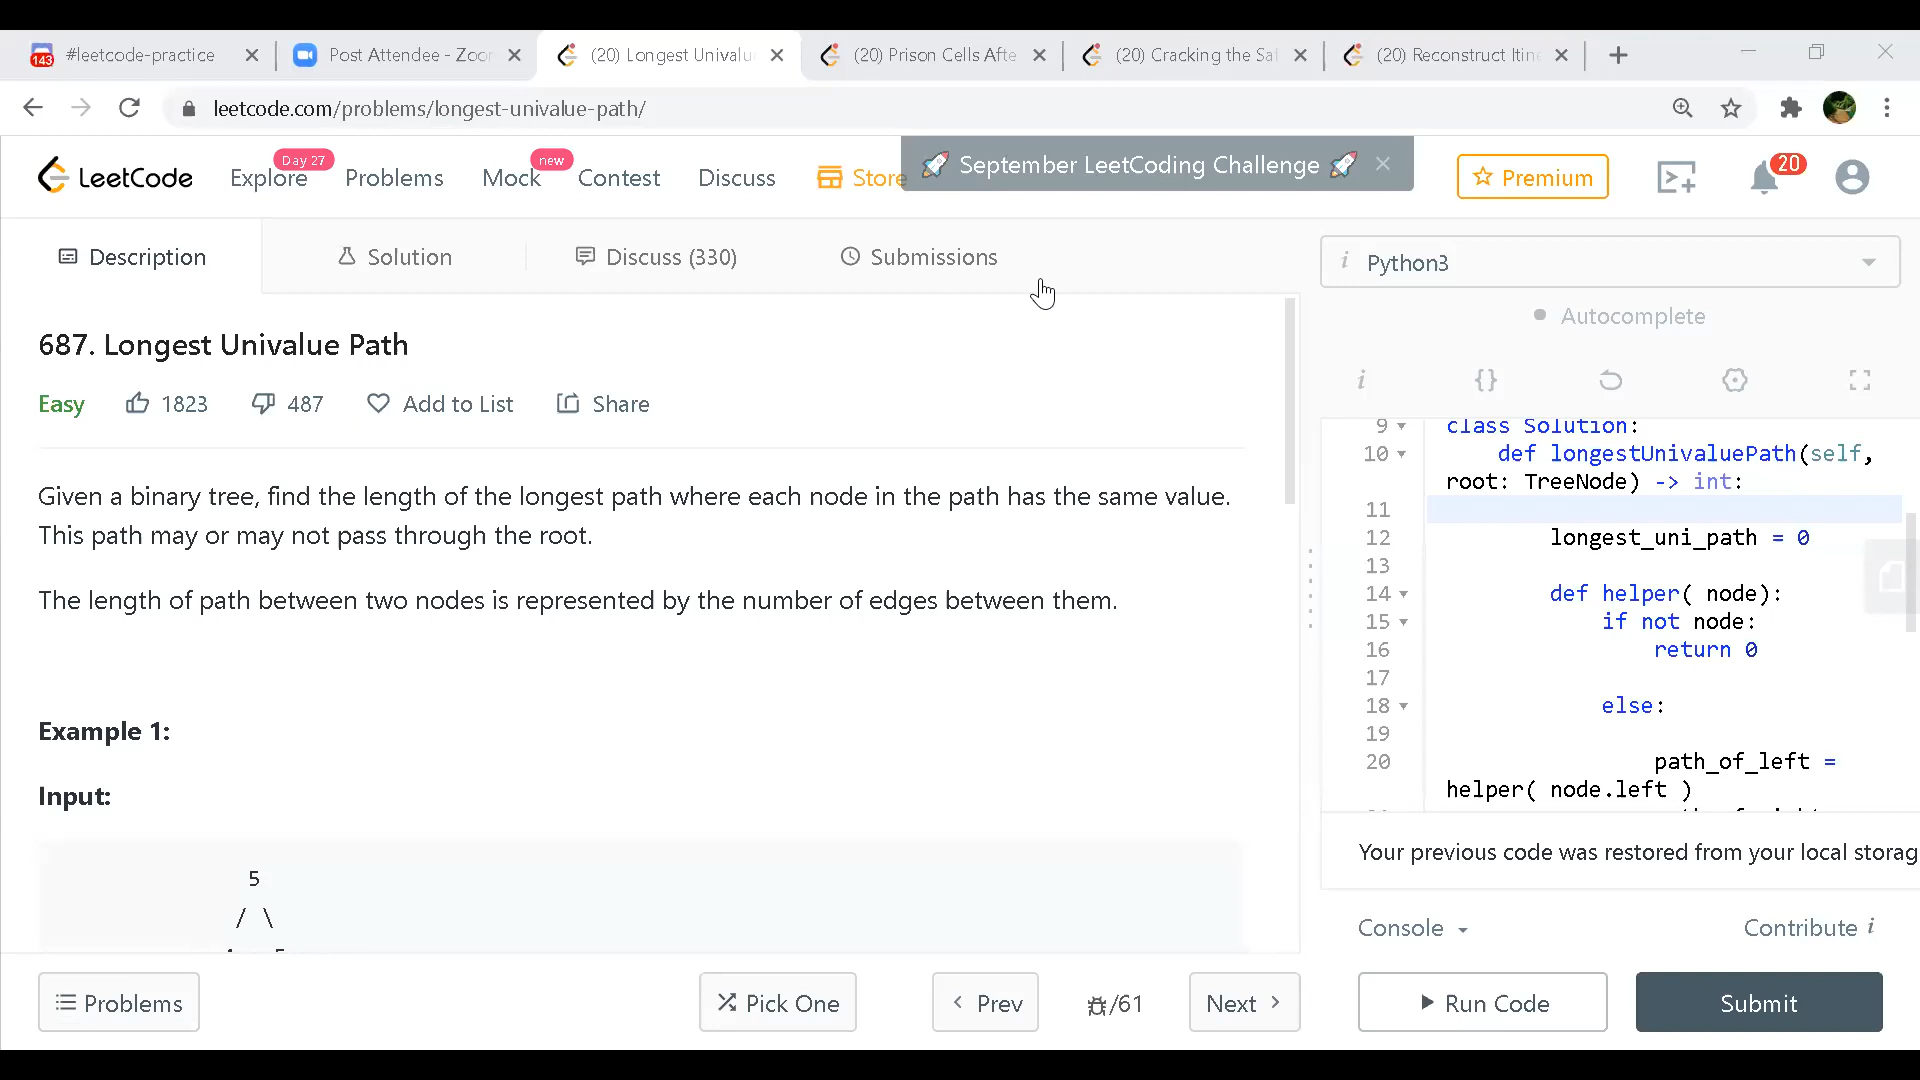 #leetcode-practice
143
Post Attendee - Zoor
(20) Longest Univalu
(20) Prison Cells Afte
(20) Cracking the Saf
(20) Reconstruct Itine
leetcode.com/problems/longest-univalue-path/
LeetCode
Explore
Day 27
Problems
Mock
new
Contest
Discuss
Store
🚀 September LeetCoding Challenge 🚀
Premium
20
Description
Solution
Discuss (330)
Submissions
687. Longest Univalue Path
Easy
1823
487
Add to List
Share
Given a binary tree, find the length of the longest path where each node in the path has the same value.
This path may or may not pass through the root.
The length of path between two nodes is represented by the number of edges between them.
Example 1:
Input:
5
/ \
Problems
Pick One
Prev
/61
Next
i Python3
Autocomplete
i {}
9 class Solution:
10 def longestUnivaluePath(self,
root: TreeNode) -> int:
11
12 longest_uni_path = 0
13
14 def helper( node):
15 if not node:
16 return 0
17
18 else:
19
20 path_of_left =
helper( node.left )
Your previous code was restored from your local storag
Console
Contribute i
Run Code
Submit